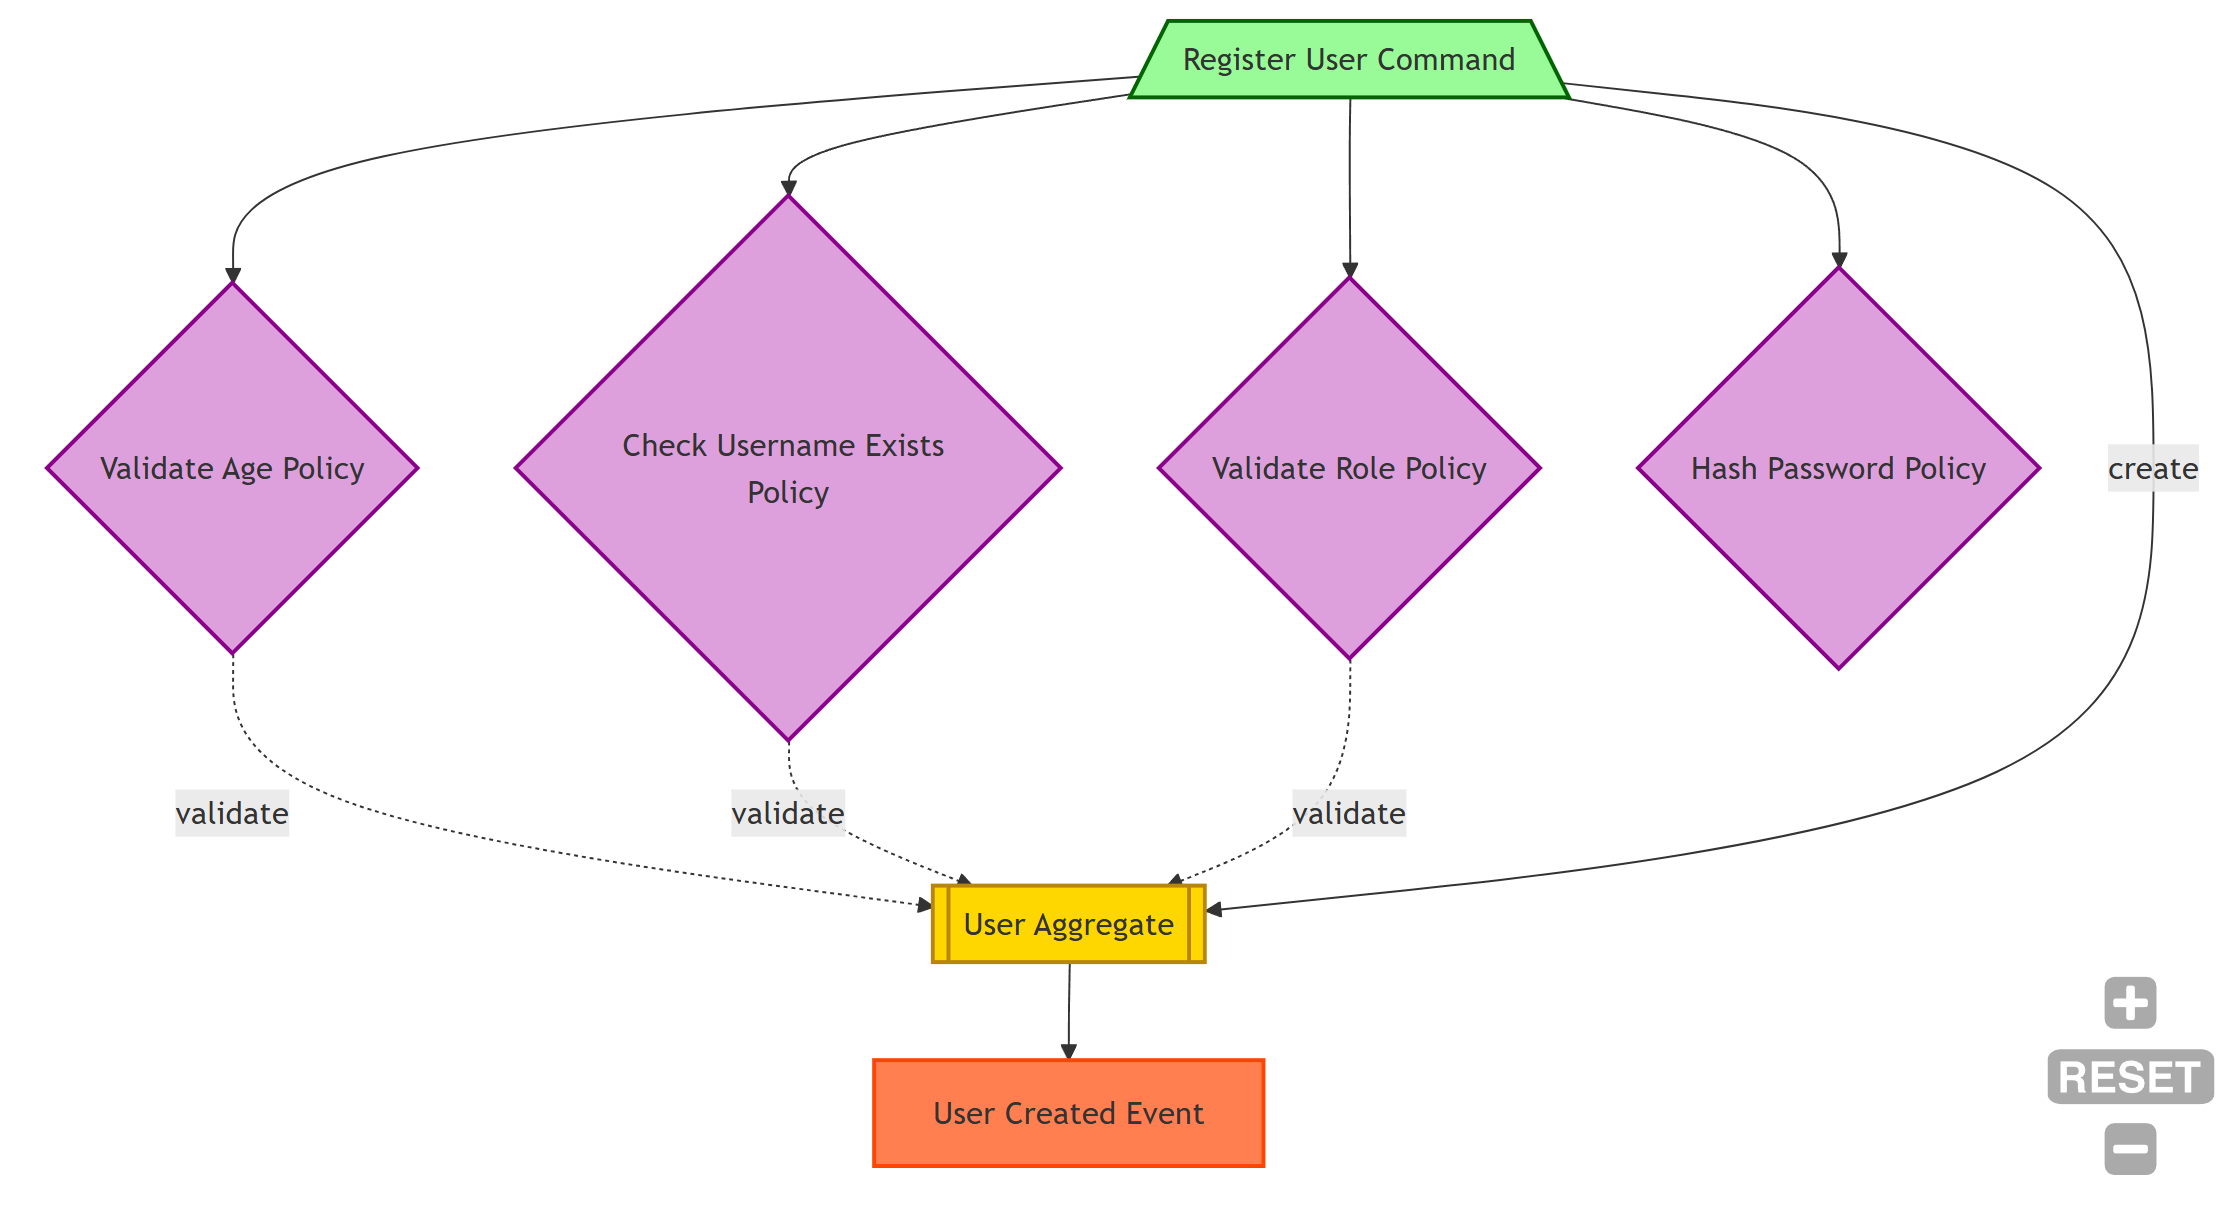 Register User Command
Validate Age Policy
Check Username Exists
Policy
Validate Role Policy
Hash Password Policy
create
validate
validate
validate
User Aggregate
User Created Event
RESET